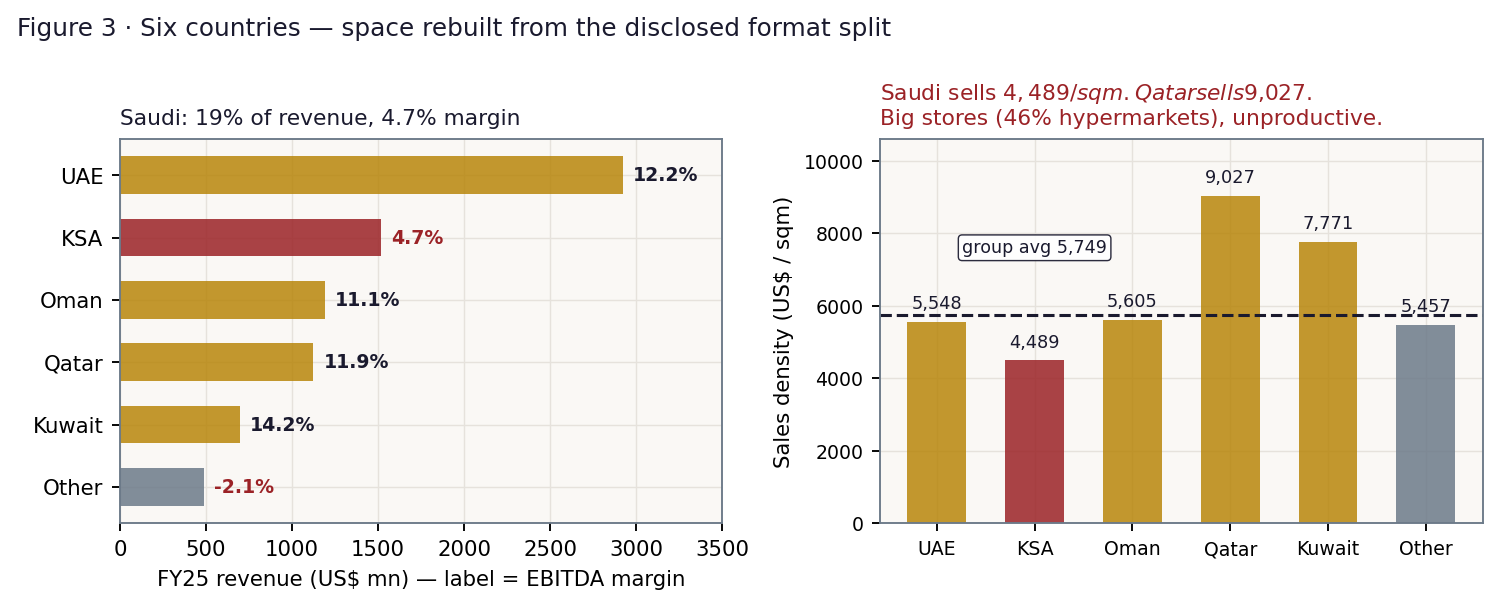 Figure 3 · Six countries — space rebuilt from the disclosed format split
Saudi: 19% of revenue, 4.7% margin
UAE
12.2%
KSA
4.7%
Oman
11.1%
Qatar
11.9%
Kuwait
14.2%
Other
-2.1%
0 500 1000 1500 2000 2500 3000 3500
FY25 revenue (US$ mn) — label = EBITDA margin
Saudi sells 4,489/sqm.Qatarsells9,027.
Big stores (46% hypermarkets), unproductive.
Sales density (US$ / sqm)
10000
8000
6000
4000
2000
0
group avg 5,749
5,548
4,489
5,605
9,027
7,771
5,457
UAE KSA Oman Qatar Kuwait Other